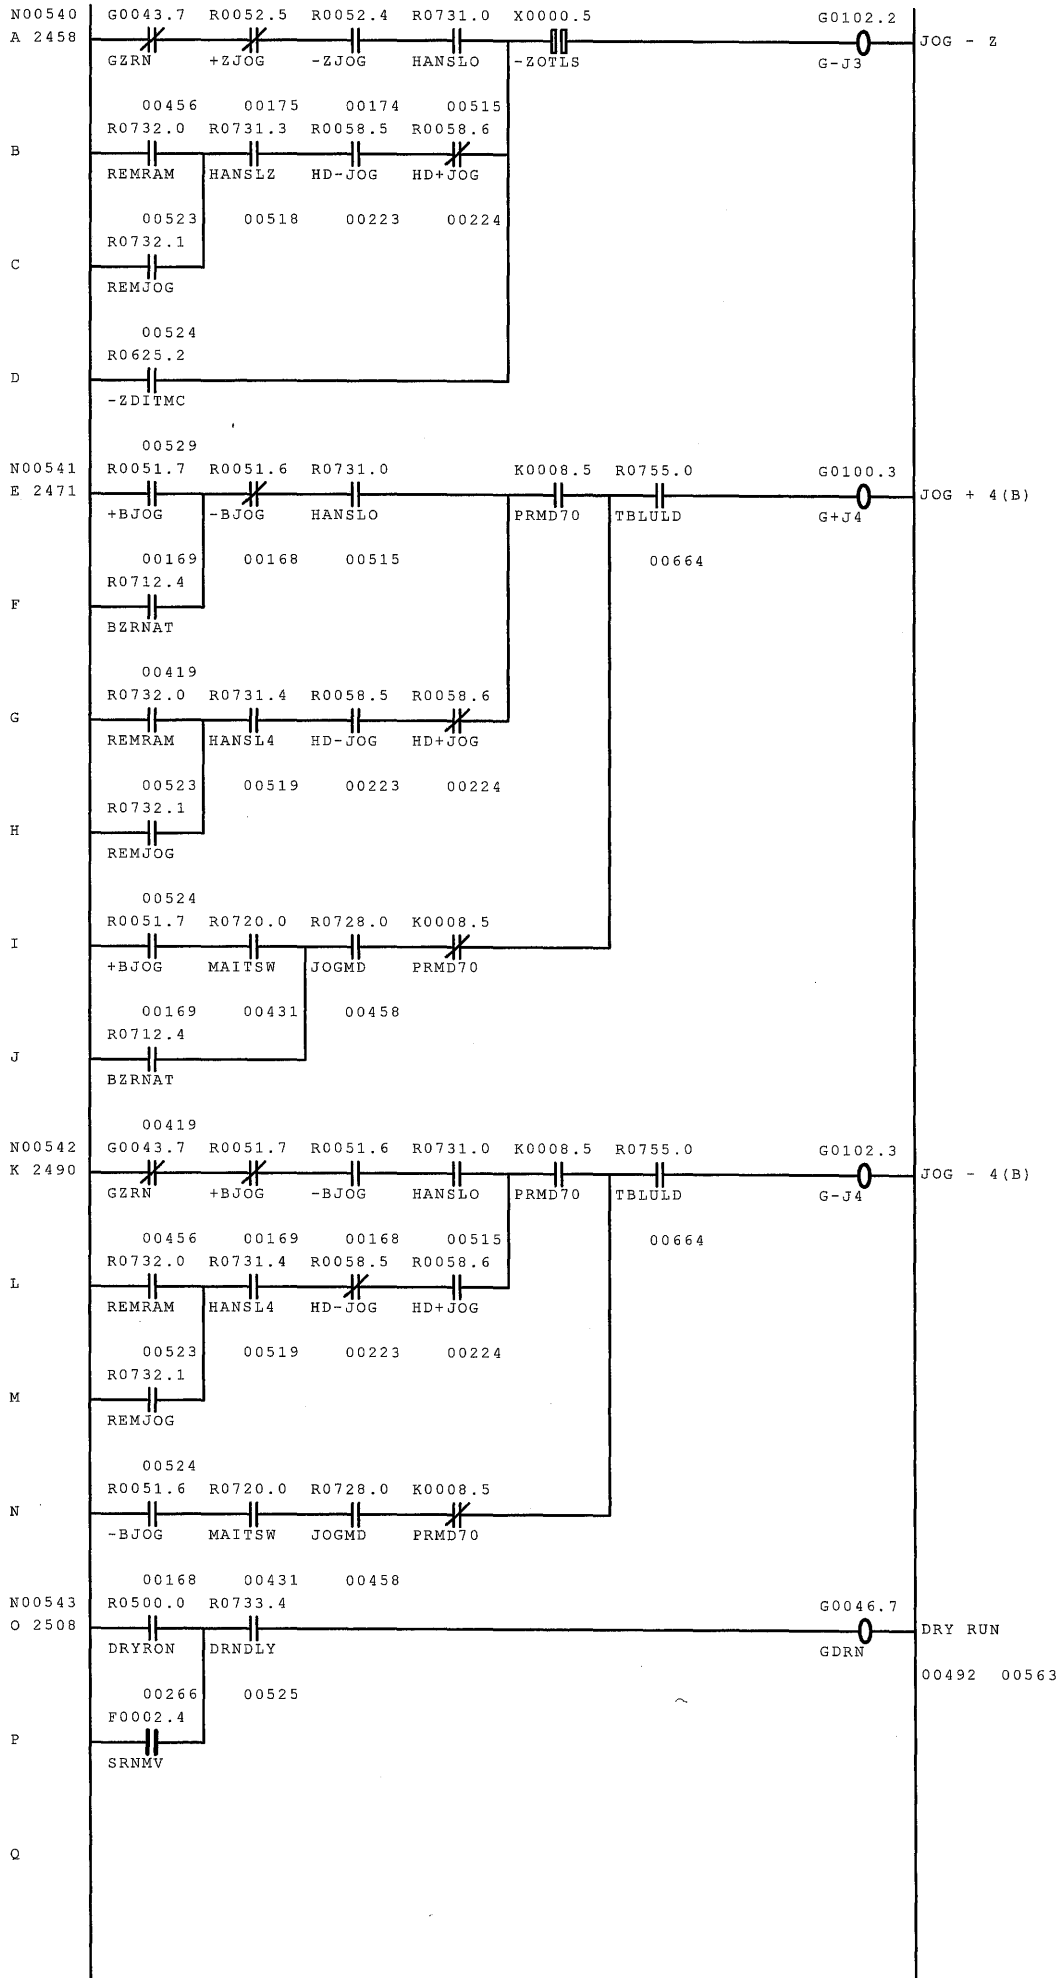 N00540 G0043.7 R0052.5 R0052.4 R0731.0 X0000.5 G0102.2
A 2458 JOG - Z
GZRN +ZJOG -ZJOG HANSLO -ZOTLS G-J3
00456 00175 00174 00515
R0732.0 R0731.3 R0058.5 R0058.6
B
REMRAM HANSLZ HD-JOG HD+JOG
00523 00518 00223 00224
R0732.1
C
REMJOG
00524
R0625.2
D
-ZDITMC
00529
N00541 R0051.7 R0051.6 R0731.0 K0008.5 R0755.0 G0100.3
E 2471 JOG + 4(B)
+BJOG -BJOG HANSLO PRMD70 TBLULD G+J4
00169 00168 00515 00664
R0712.4
F
BZRNAT
00419
R0732.0 R0731.4 R0058.5 R0058.6
G
REMRAM HANSL4 HD-JOG HD+JOG
00523 00519 00223 00224
R0732.1
H
REMJOG
00524
R0051.7 R0720.0 R0728.0 K0008.5
I
+BJOG MAITSW JOGMD PRMD70
00169 00431 00458
R0712.4
J
BZRNAT
00419
N00542 G0043.7 R0051.7 R0051.6 R0731.0 K0008.5 R0755.0 G0102.3
K 2490 JOG - 4(B)
GZRN +BJOG -BJOG HANSLO PRMD70 TBLULD G-J4
00456 00169 00168 00515 00664
R0732.0 R0731.4 R0058.5 R0058.6
L
REMRAM HANSL4 HD-JOG HD+JOG
00523 00519 00223 00224
R0732.1
M
REMJOG
00524
R0051.6 R0720.0 R0728.0 K0008.5
N
-BJOG MAITSW JOGMD PRMD70
00168 00431 00458
N00543 R0500.0 R0733.4 G0046.7
O 2508 DRY RUN
DRYRON DRNDLY GDRN
00492 00563
00266 00525
F0002.4
P
SRNMV
Q